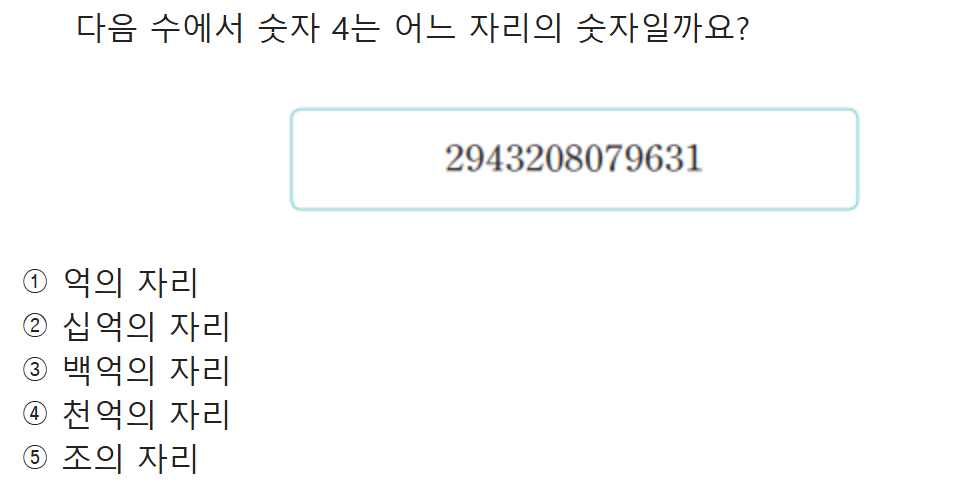 다음 수에서 숫자 4는 어느 자리의 숫자일까요?
2943208079631
① 억의 자리
② 십억의 자리
③ 백억의 자리
④ 천억의 자리
⑤ 조의 자리